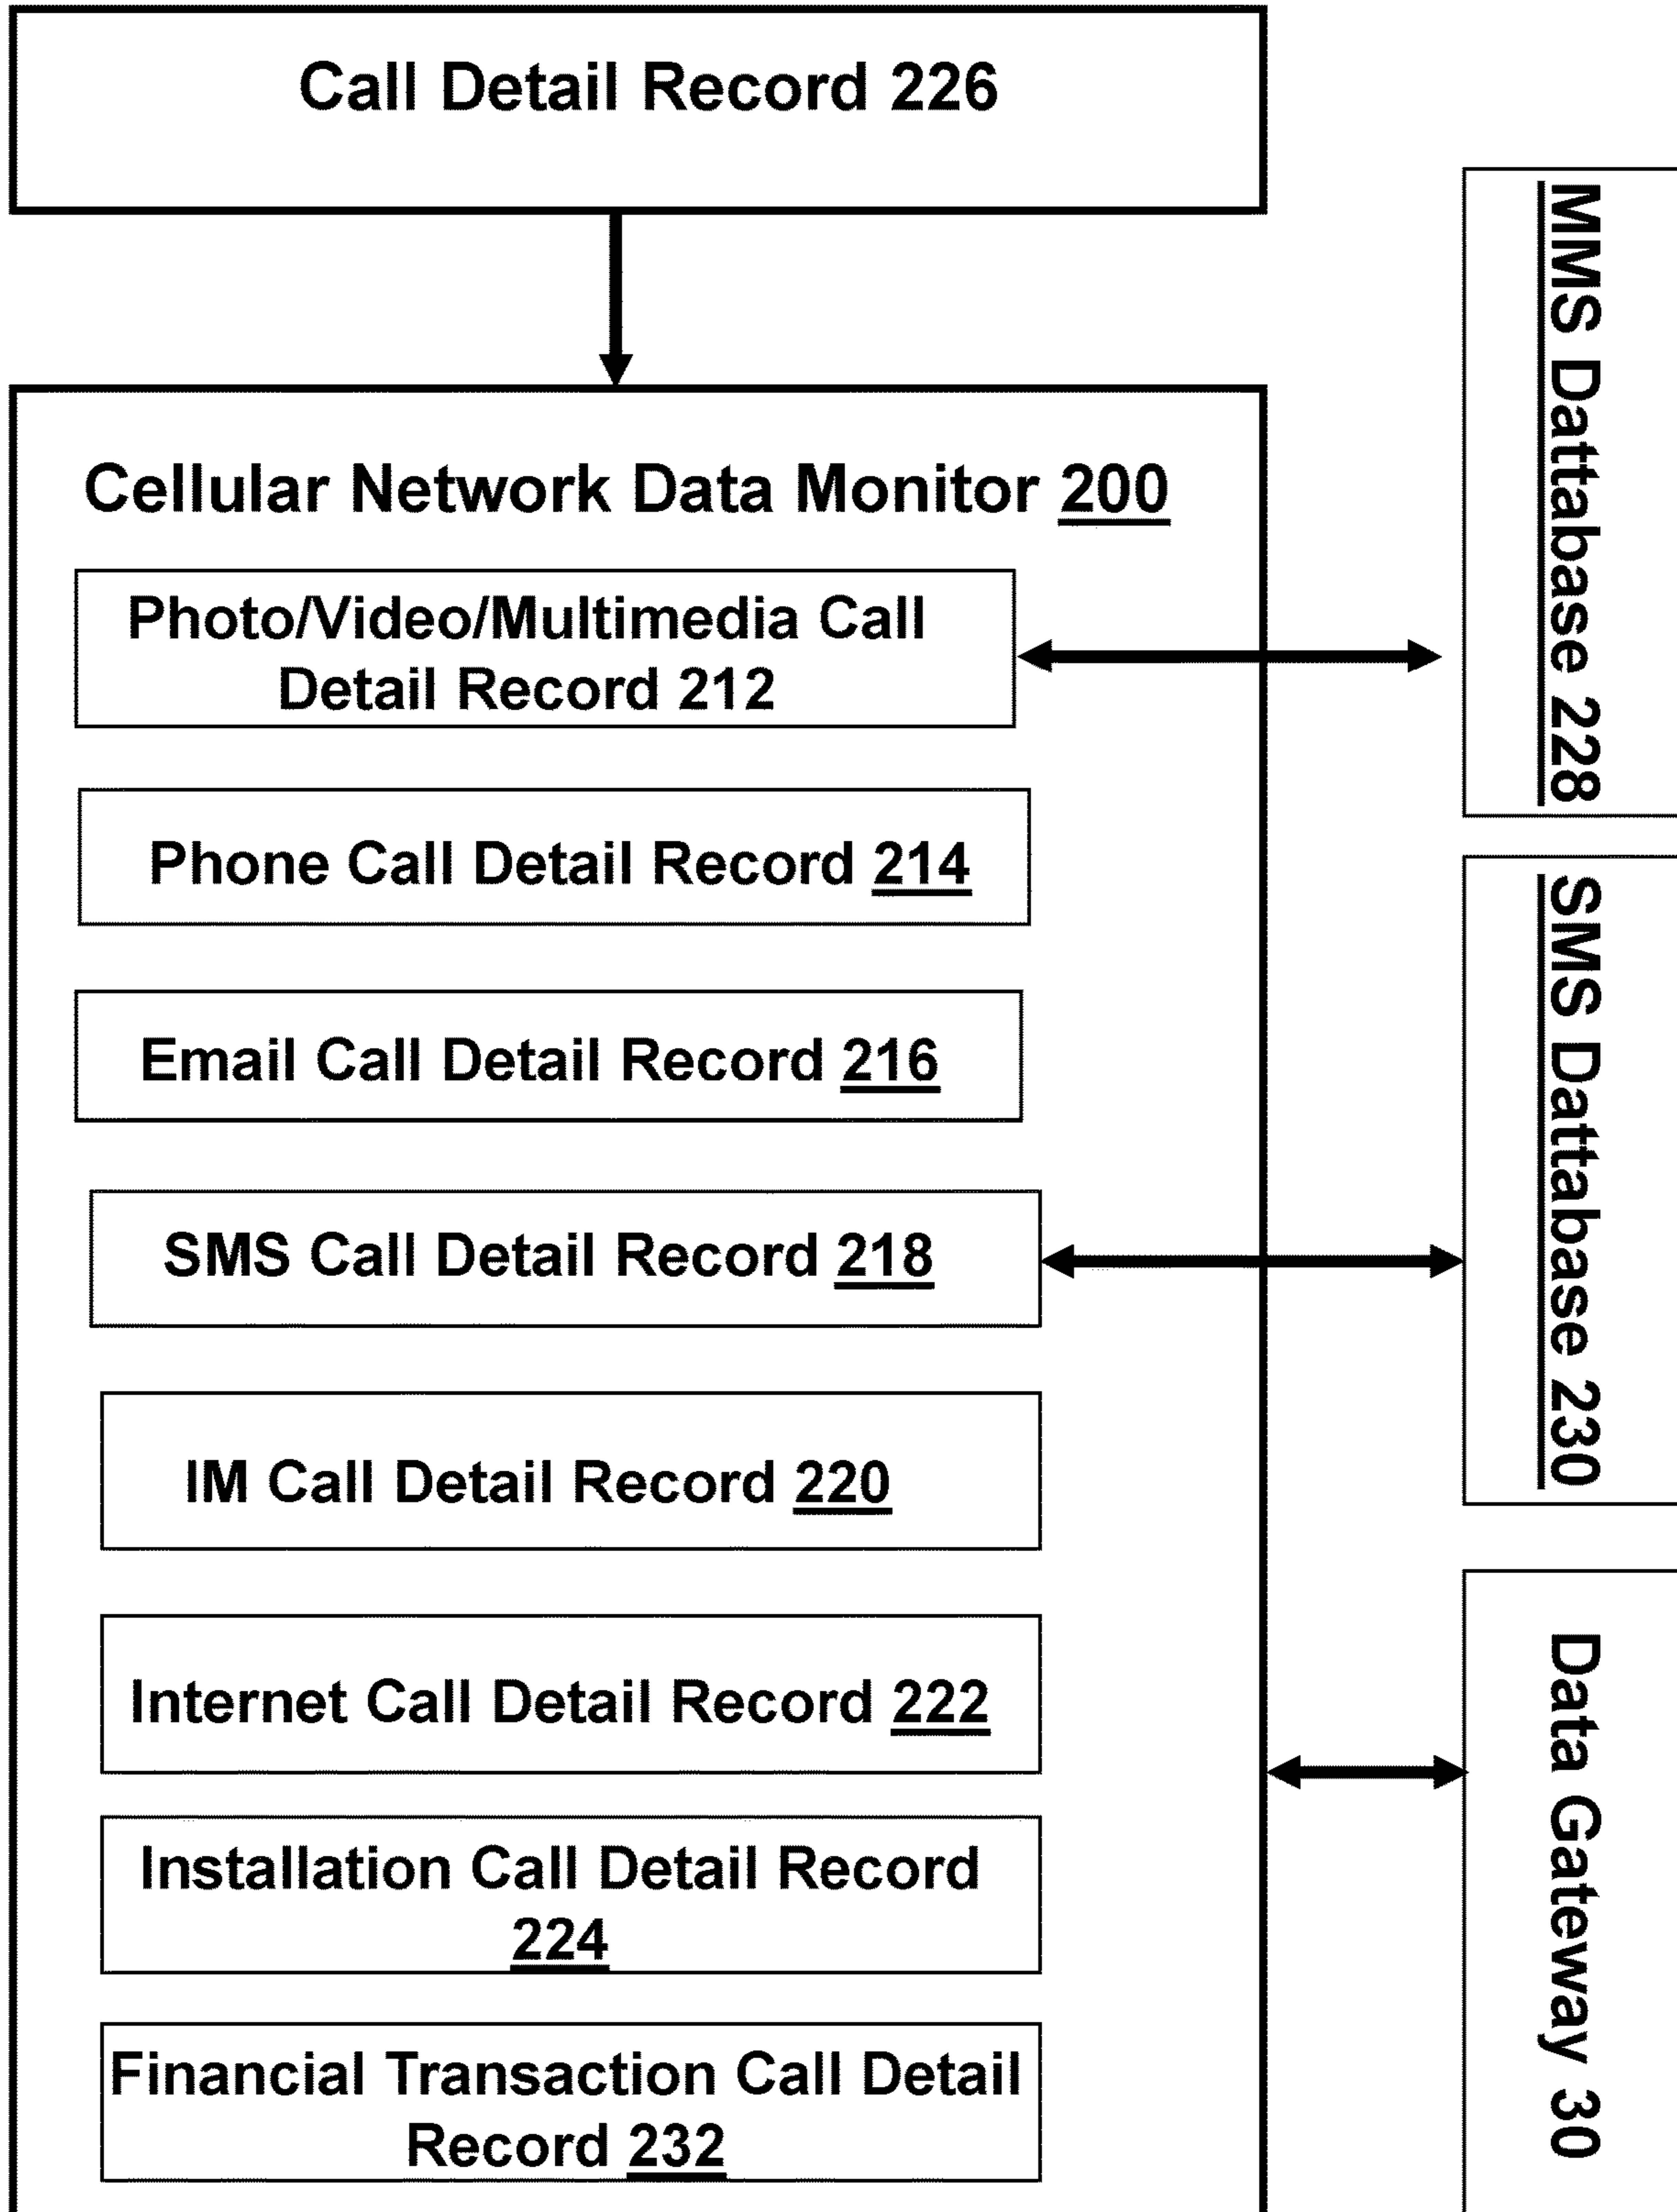 Call Detail Record 226
Cellular Network Data Monitor 200
Photo/Video/Multimedia Call
Detail Record 212
Phone Call Detail Record 214
Email Call Detail Record 216
SMS Call Detail Record 218
IM Call Detail Record 220
Internet Call Detail Record 222
Installation Call Detail Record
224
Financial Transaction Call Detail
Record 232
MMS Dattabase 228
SMS Dattabase 230
Data Gateway 30